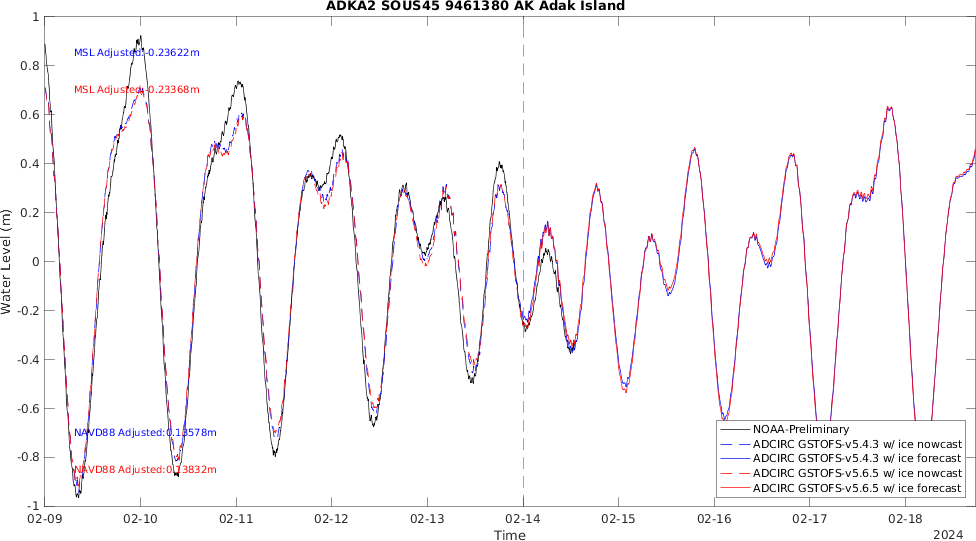 ADKA2 SOUS45 9461380 AK Adak Island
1
0.8
0.6
0.4
0.2
0
-0.2
-0.4
-0.6
-0.8
-1
Water Level (m)
MSL Adjusted:-0.23622m
MSL Adjusted:-0.23368m
NAVD88 Adjusted:0.13578m
NAVD88 Adjusted:0.13832m
NOAA-Preliminary
ADCIRC GSTOFS-v5.4.3 w/ ice nowcast
ADCIRC GSTOFS-v5.4.3 w/ ice forecast
ADCIRC GSTOFS-v5.6.5 w/ ice nowcast
ADCIRC GSTOFS-v5.6.5 w/ ice forecast
02-09 02-10 02-11 02-12 02-13 02-14 02-15 02-16 02-17 02-18
Time
2024